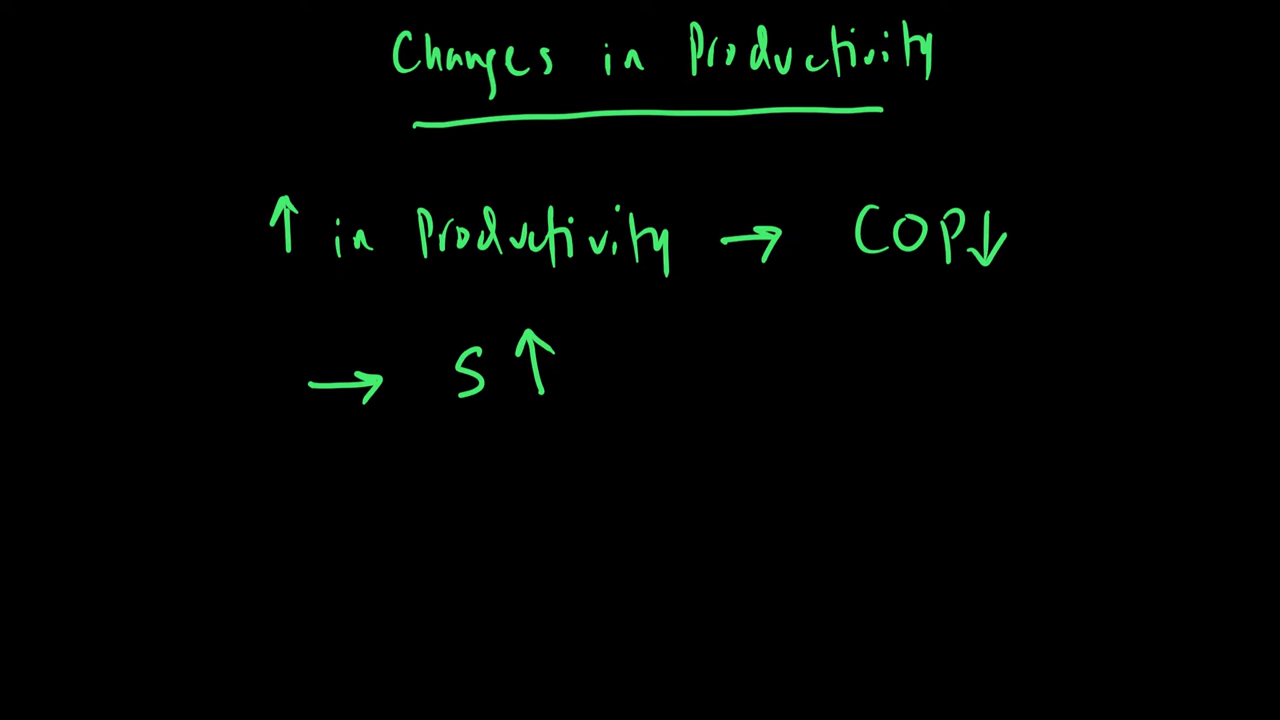 Changes in Productivity
↑ in Productivity → COP↓
→ S↑